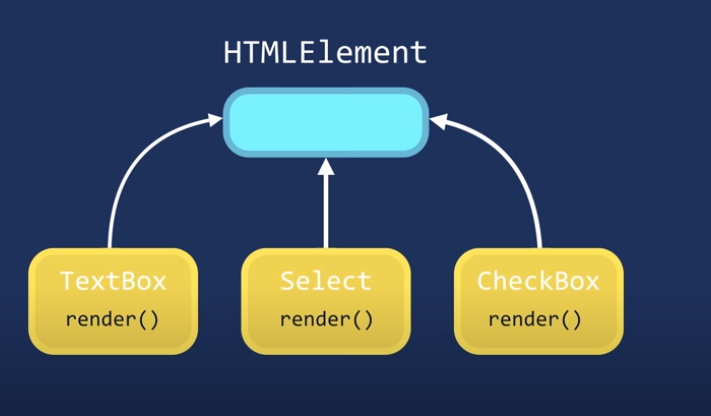 HTMLElement
TextBox
render()
Select
render()
CheckBox
render()